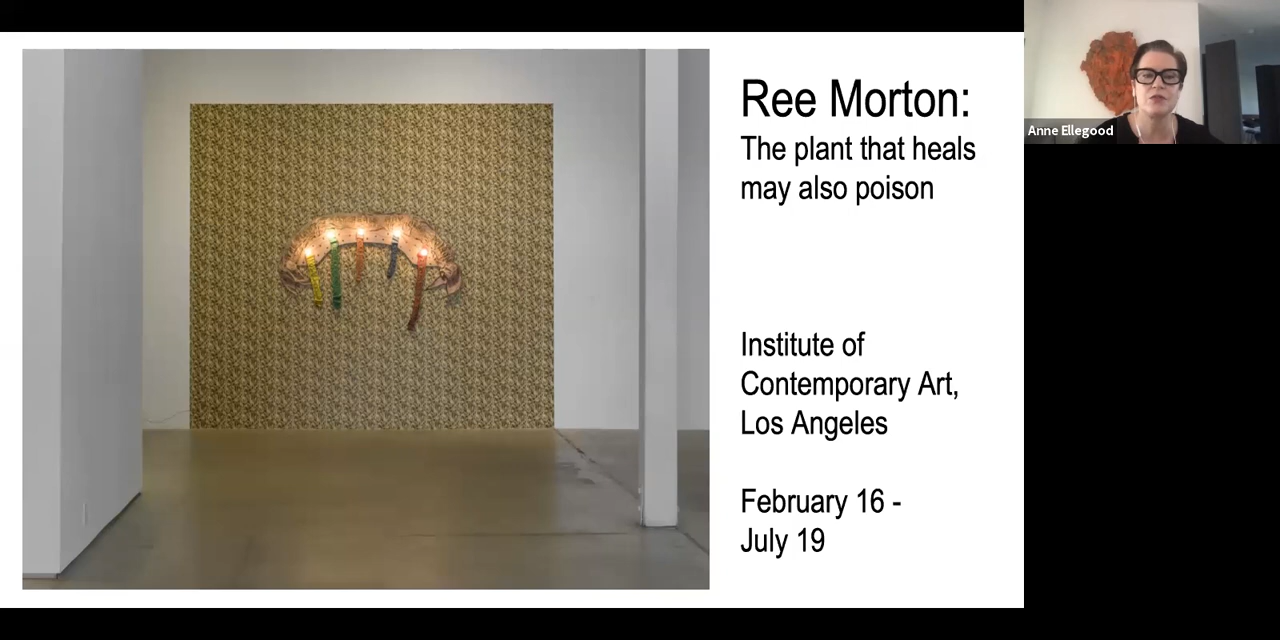 Ree Morton:
The plant that heals
may also poison
Institute of
Contemporary Art,
Los Angeles
February 16 -
July 19
Anne Ellegood